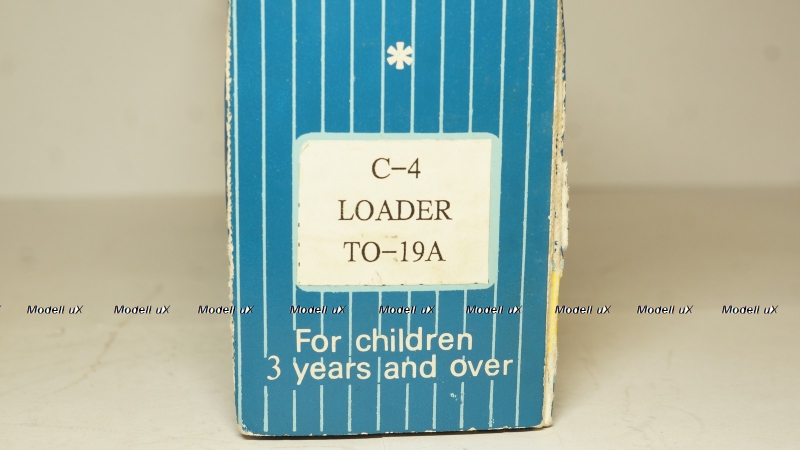 *
C-4
LOADER
TO-19A
Modell uX Modell uX Modell uX Modell uX Modell uX Modell uX Modell uX Modell uX Modell uX
For children
3 years and over